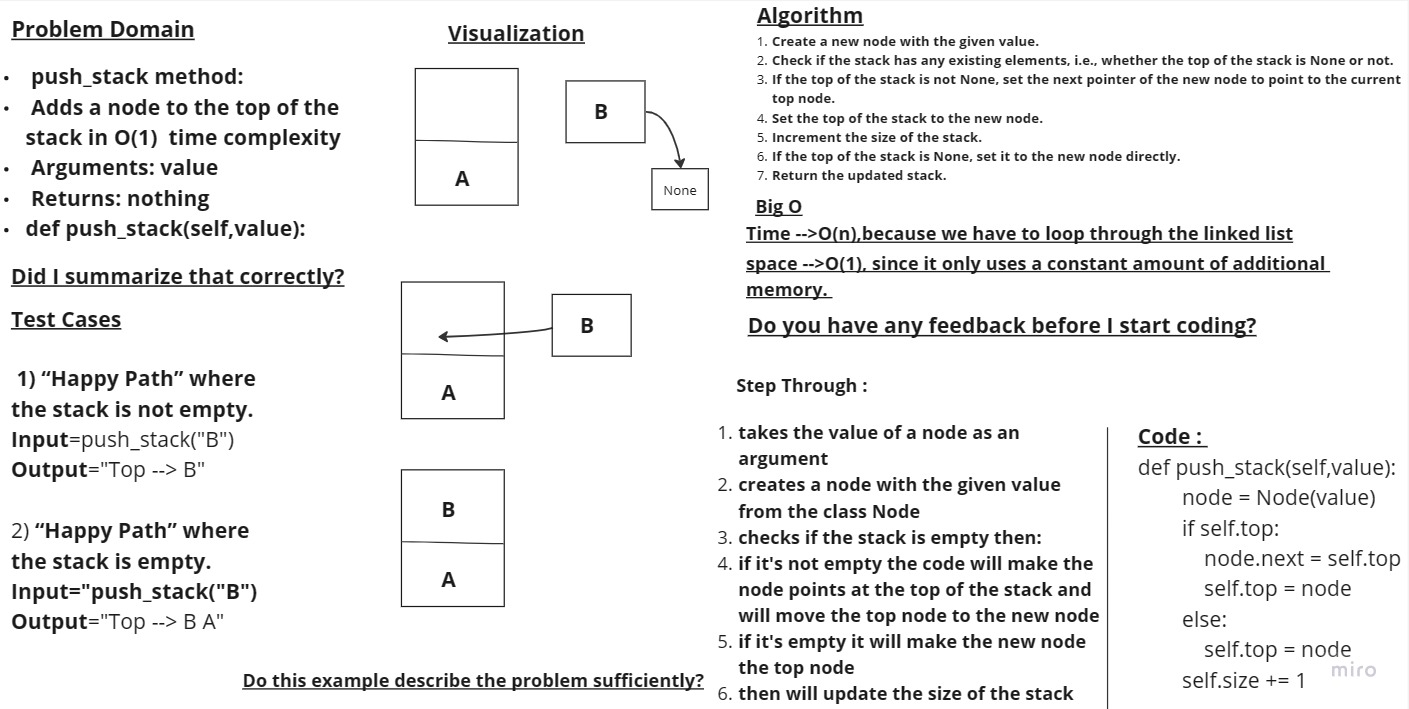 Problem Domain
• push_stack method:
• Adds a node to the top of the
stack in O(1) time complexity
• Arguments: value
• Returns: nothing
• def push_stack(self,value):
Did I summarize that correctly?
Test Cases
1) “Happy Path” where
the stack is not empty.
Input=push_stack("B")
Output="Top --> B"
2) “Happy Path” where
the stack is empty.
Input="push_stack("B")
Output="Top --> B A"
Visualization
A
B
None
B
A
B
A
Do this example describe the problem sufficiently?
Algorithm
1. Create a new node with the given value.
2. Check if the stack has any existing elements, i.e., whether the top of the stack is None or not.
3. If the top of the stack is not None, set the next pointer of the new node to point to the current
top node.
4. Set the top of the stack to the new node.
5. Increment the size of the stack.
6. If the top of the stack is None, set it to the new node directly.
7. Return the updated stack.
Big O
Time -->O(n),because we have to loop through the linked list
space -->O(1), since it only uses a constant amount of additional
memory.
Do you have any feedback before I start coding?
Step Through :
1. takes the value of a node as an
argument
2. creates a node with the given value
from the class Node
3. checks if the stack is empty then:
4. if it's not empty the code will make the
node points at the top of the stack and
will move the top node to the new node
5. if it's empty it will make the new node
the top node
6. then will update the size of the stack
Code :
def push_stack(self,value):
node = Node(value)
if self.top:
node.next = self.top
self.top = node
else:
self.top = node
self.size += 1
miro